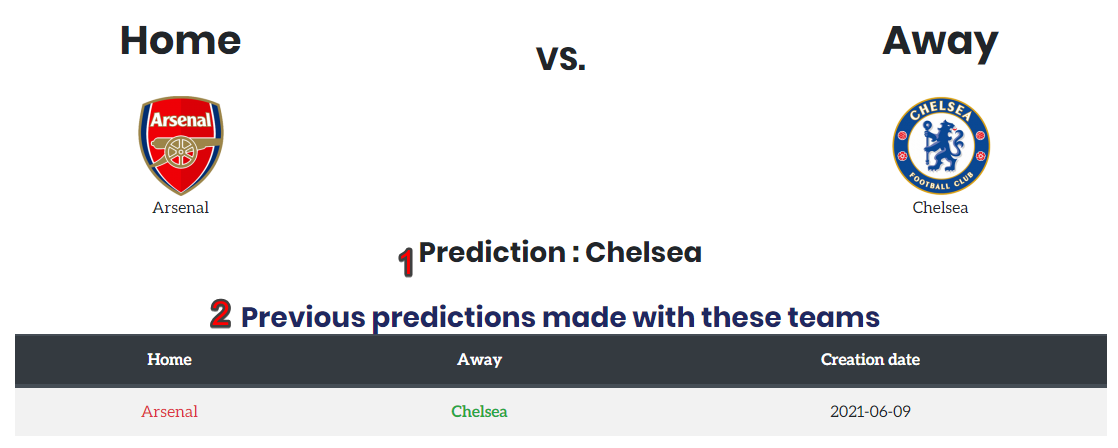 Home
VS.
Away
Arsenal
CHELSEA
FOOTBALL CLUB
Arsenal
Chelsea
1 Prediction : Chelsea
2 Previous predictions made with these teams
Home Away Creation date
Arsenal Chelsea 2021-06-09